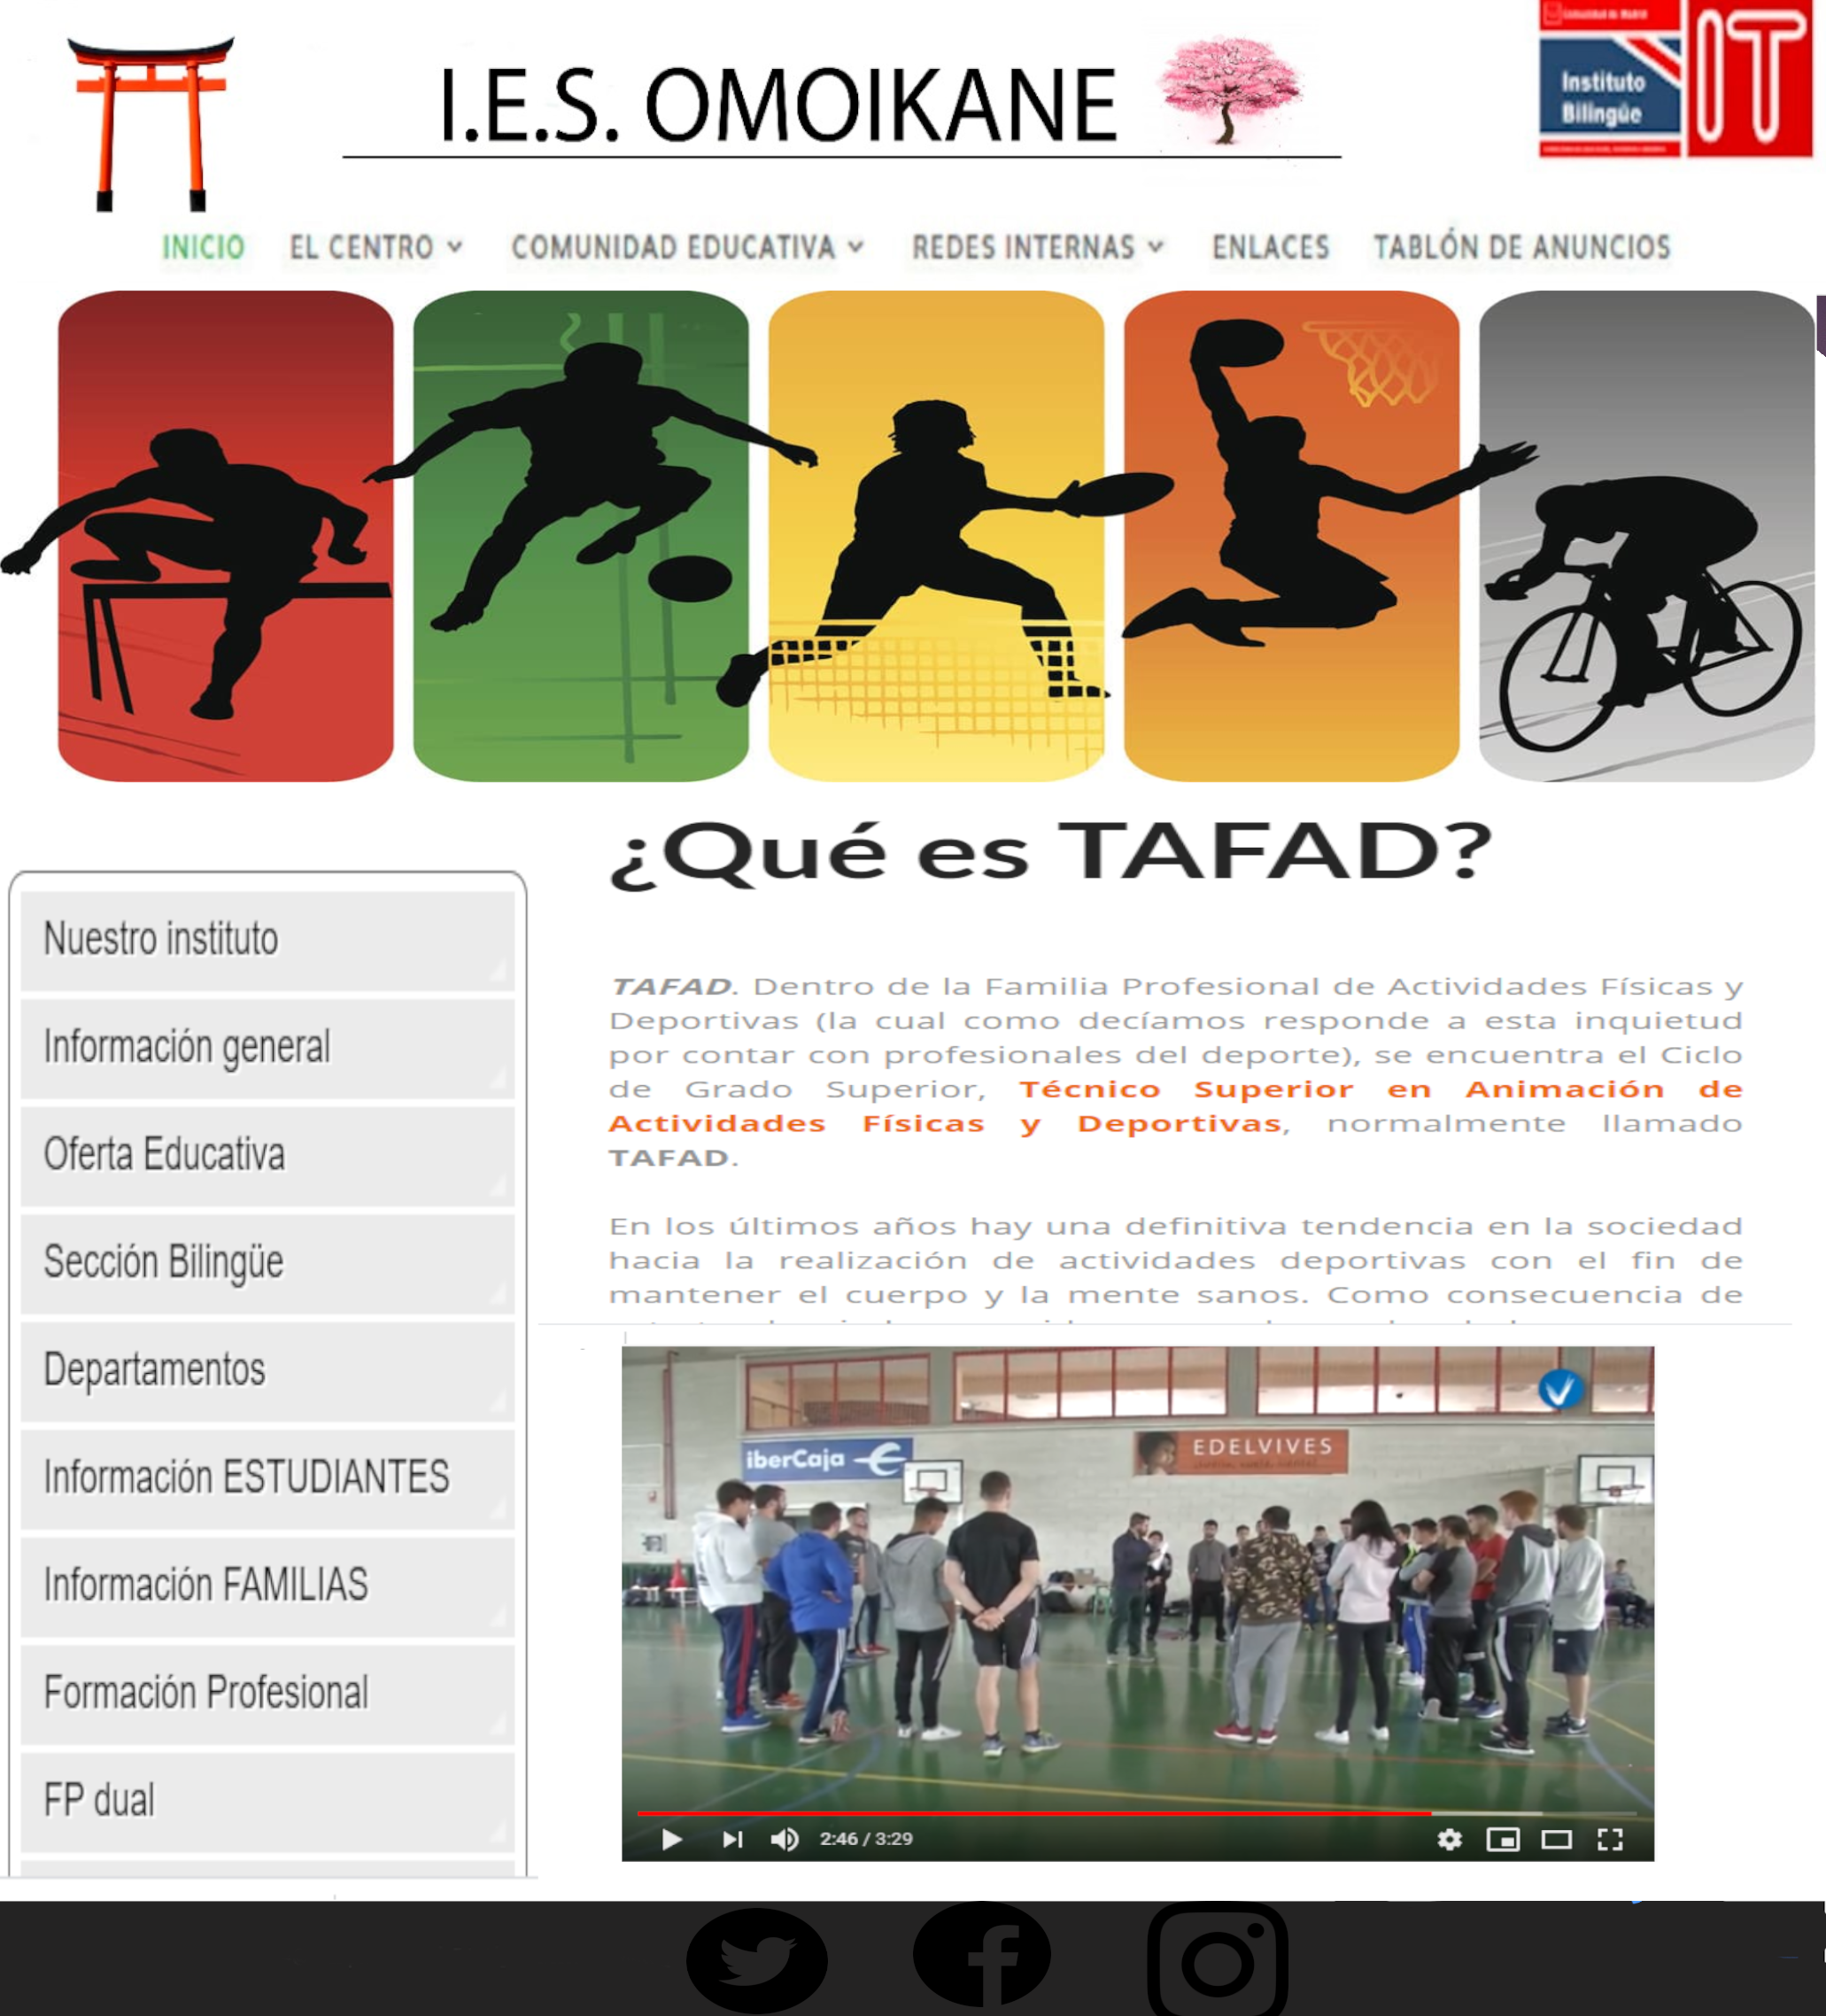 I.E.S. OMOIKANE
Instituto
Bilingüe
IT
INICIO EL CENTRO COMUNIDAD EDUCATIVA REDES INTERNAS ENLACES TABLÓN DE ANUNCIOS
¿Qué es TAFAD?
Nuestro instituto
Información general
Oferta Educativa
Sección Bilingüe
Departamentos
Información ESTUDIANTES
Información FAMILIAS
Formación Profesional
FP dual
TAFAD. Dentro de la Familia Profesional de Actividades Físicas y
Deportivas (la cual como decíamos responde a esta inquietud
por contar con profesionales del deporte), se encuentra el Ciclo
de Grado Superior, Técnico Superior en Animación de
Actividades Físicas y Deportivas, normalmente llamado
TAFAD.
En los últimos años hay una definitiva tendencia en la sociedad
hacia la realización de actividades deportivas con el fin de
mantener el cuerpo y la mente sanos. Como consecuencia de
iberCaja
EDELVIVES
2:46 / 3:29